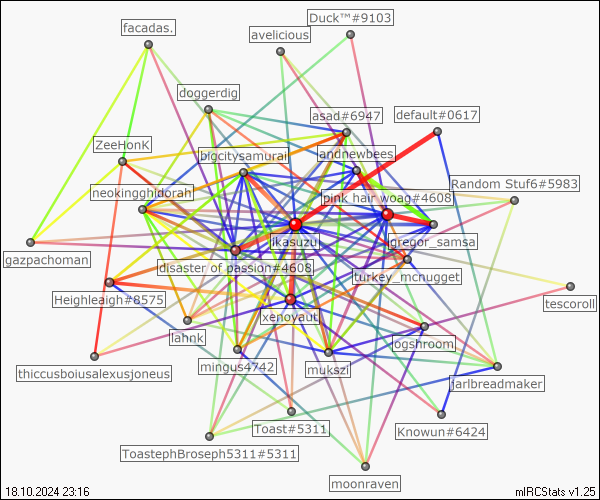 Duck™#9103
facadas.
avelicious
doggerdig
asad#6947
default#0617
ZeeHonK
andnewbees
bigcitysamurai
Random Stuf6#5983
neokingghidorah
pink hair woag#4608
ikasuzu
gregor_samsa
gazpachoman
disaster of passion#4608
turkey_mcnugget
Heighleaigh#8575
tescoroll
xenoyaut
lahnk
ogshroom
mingus4742
mukszi
thiccusboiusalexusjoneus
jarlbreadmaker
Toast#5311
Knowun#6424
ToastephBroseph5311#5311
moonraven
18.10.2024 23:16
mIRCStats v1.25